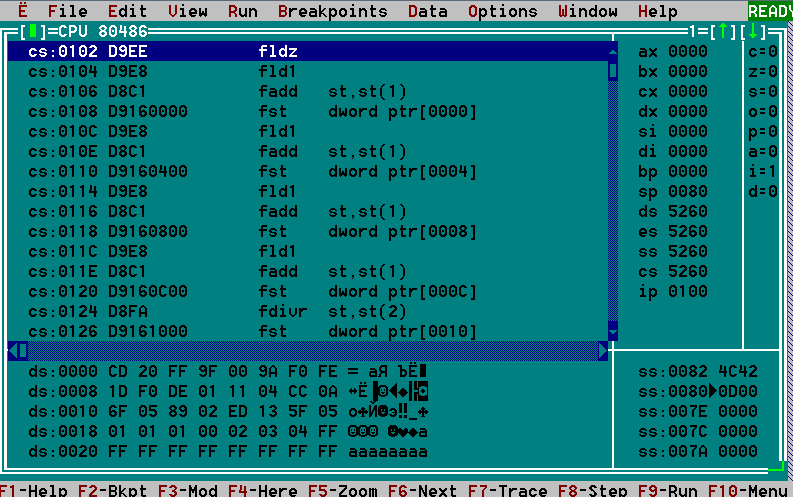 Ë File Edit View Run Breakpoints Data Options Window Help READY
[■]=CPU 80486 1=[↑][↓]
cs:0102 D9EE fldz ax 0000 c=0
cs:0104 D9E8 fld1 bx 0000 z=0
cs:0106 D8C1 fadd st,st(1) cx 0000 s=0
cs:0108 D9160000 fst dword ptr[0000] dx 0000 o=0
cs:010C D9E8 fld1 si 0000 p=0
cs:010E D8C1 fadd st,st(1) di 0000 a=0
cs:0110 D9160400 fst dword ptr[0004] bp 0000 i=1
cs:0114 D9E8 fld1 sp 0080 d=0
cs:0116 D8C1 fadd st,st(1) ds 5260
cs:0118 D9160800 fst dword ptr[0008] es 5260
cs:011C D9E8 fld1 ss 5260
cs:011E D8C1 fadd st,st(1) cs 5260
cs:0120 D9160C00 fst dword ptr[000C] ip 0100
cs:0124 D8FA fdivr st,st(2)
cs:0126 D9161000 fst dword ptr[0010]
ds:0000 CD 20 FF 9F 00 9A F0 FE = aЯ ЪЁ■ ss:0082 4C42
ds:0008 1D F0 DE 01 11 04 CC 0A ss:0080►0D00
ds:0010 6F 05 89 02 ED 13 5F 05 o♣Й☻э‼_♣ ss:007E 0000
ds:0018 01 01 01 00 02 03 04 FF ☺☺☺ ☻♥♦a ss:007C 0000
ds:0020 FF FF FF FF FF FF FF FF aaaaaaaa ss:007A 0000
F1-Help F2-Bkpt F3-Mod F4-Here F5-Zoom F6-Next F7-Trace F8-Step F9-Run F10-Menu